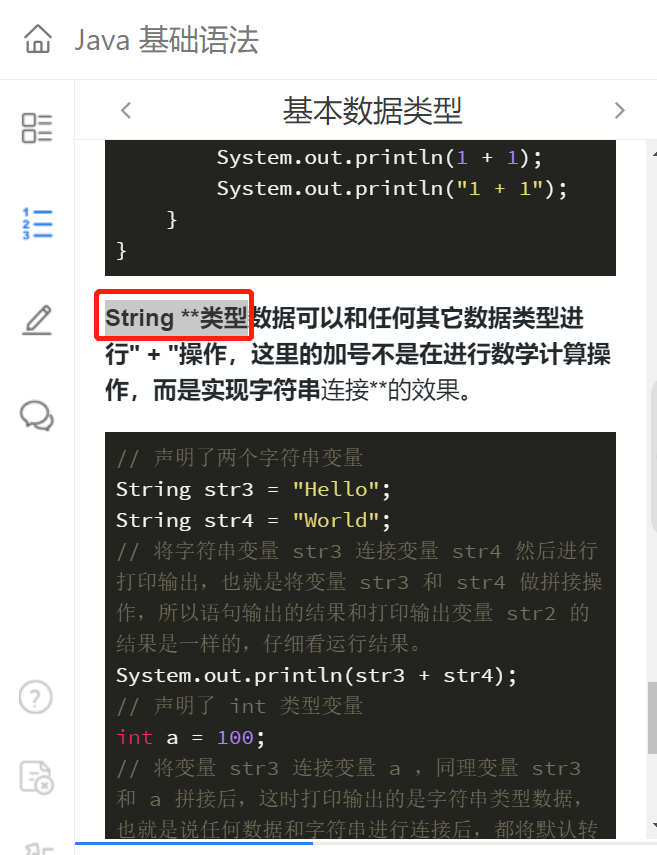 Java 基础语法
基本数据类型
System.out.println(1 + 1);
System.out.println("1 + 1");
}
}
String **类型数据可以和任何其它数据类型进
行" + "操作，这里的加号不是在进行数学计算操
作，而是实现字符串连接**的效果。
// 声明了两个字符串变量
String str3 = "Hello";
String str4 = "World";
// 将字符串变量 str3 连接变量 str4 然后进行
打印输出，也就是将变量 str3 和 str4 做拼接操
作，所以语句输出的结果和打印输出变量 str2 的
结果是一样的，仔细看运行结果。
System.out.println(str3 + str4);
// 声明了 int 类型变量
int a = 100;
// 将变量 str3 连接变量 a ，同理变量 str3
和 a 拼接后，这时打印输出的是字符串类型数据，
也就是说任何数据和字符串进行连接后，都将默认转